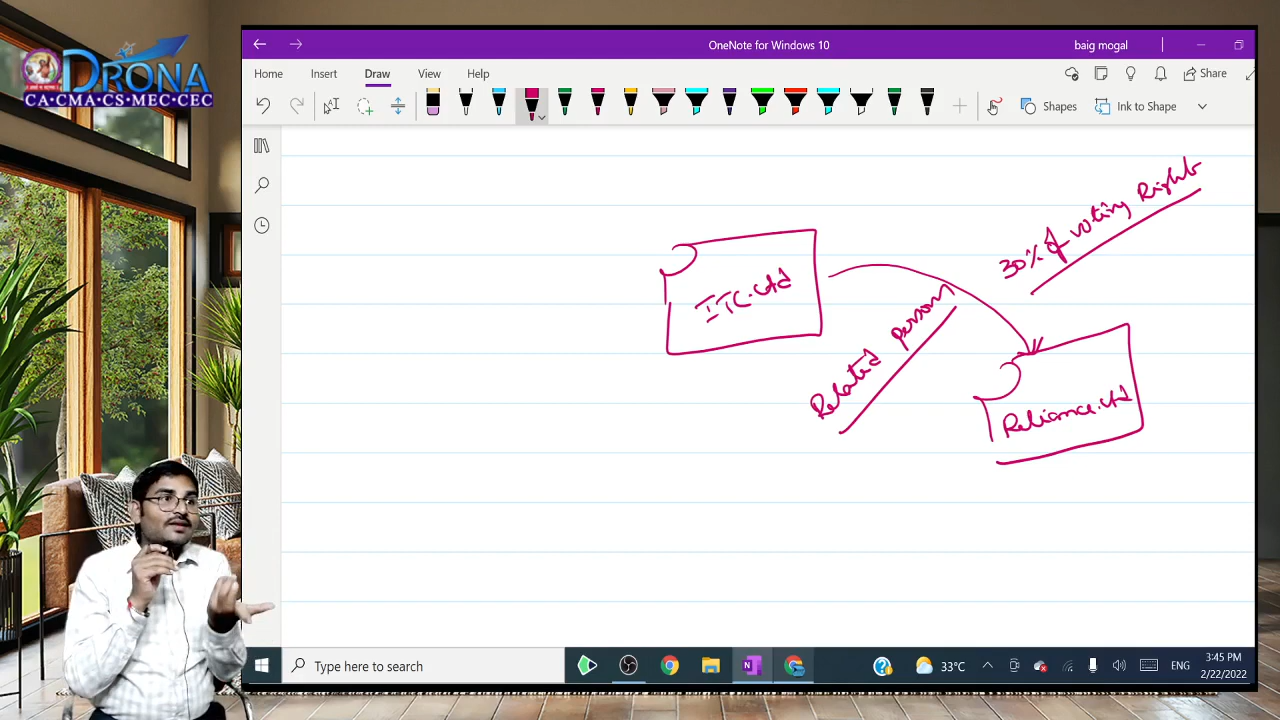 DRONA
CA•CMA•CS•MEC•CEC
OneNote for Windows 10
baig mogal
Home
Insert
Draw
View
Help
Share
Shapes
Ink to Shape
30% of voting Rights
ITC.Ltd
Related person
Reliance.Ltd
Type here to search
33°C
ENG
3:45 PM
2/22/2022